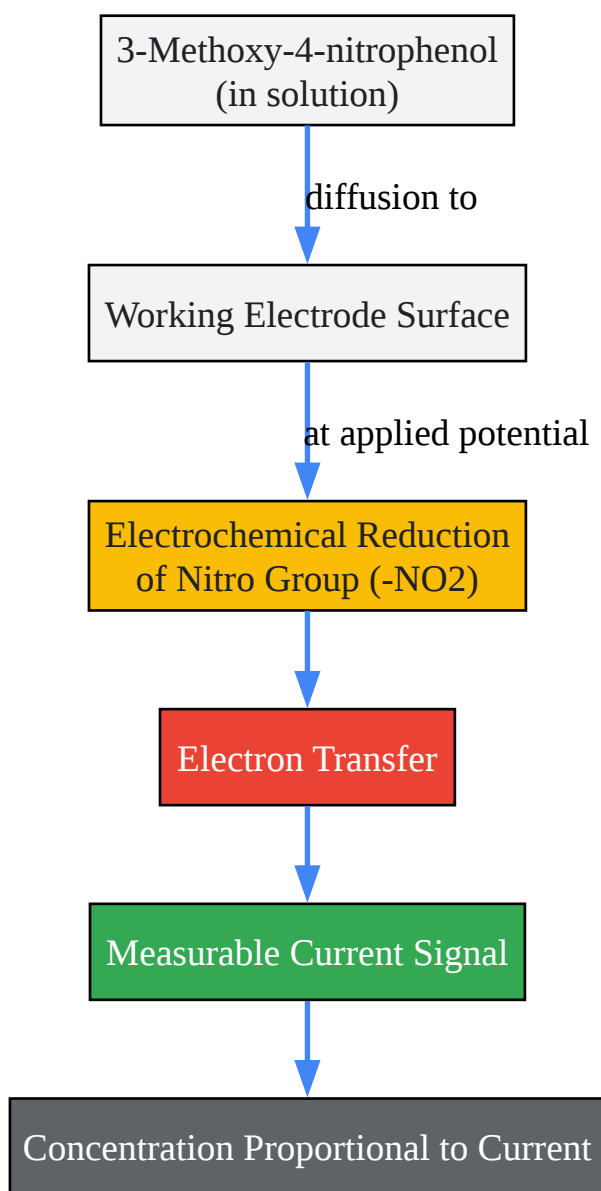 3-Methoxy-4-nitrophenol
(in solution)
diffusion to
Working Electrode Surface
at applied potential
Electrochemical Reduction
of Nitro Group (-NO2)
Electron Transfer
Measurable Current Signal
Concentration Proportional to Current